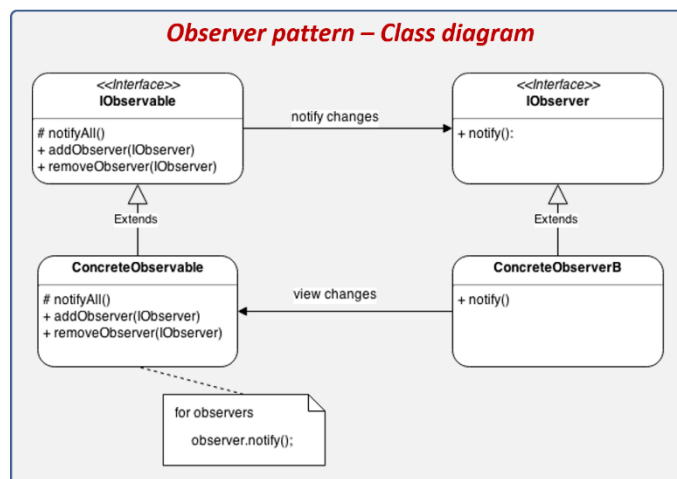 Observer pattern – Class diagram
<<Interface>>
IObservable
# notifyAll()
+ addObserver(IObserver)
+ removeObserver(IObserver)
notify changes
<<Interface>>
IObserver
+ notify():
Extends
Extends
ConcreteObservable
# notifyAll()
+ addObserver(IObserver)
+ removeObserver(IObserver)
view changes
ConcreteObserverB
+ notify()
for observers
observer.notify();